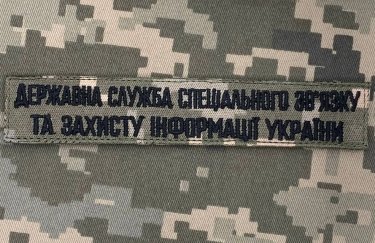 ДЕРЖАВНА СЛУЖБА СПЕЦІАЛЬНОГО ЗВ'ЯЗКУ
ТА ЗАХИСТУ ІНФОРМАЦІЇ УКРАЇНИ